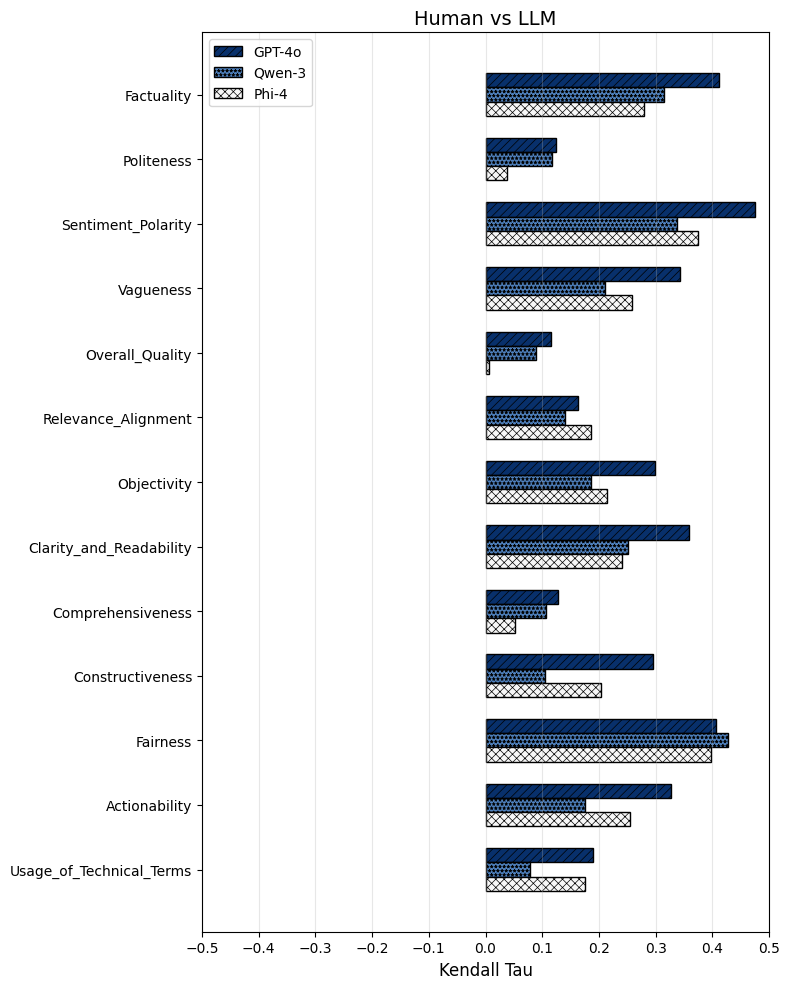 Human vs LLM
GPT-4o
Qwen-3
Phi-4
Factuality
Politeness
Sentiment_Polarity
Vagueness
Overall_Quality
Relevance_Alignment
Objectivity
Clarity_and_Readability
Comprehensiveness
Constructiveness
Fairness
Actionability
Usage_of_Technical_Terms
−0.5 −0.4 −0.3 −0.2 −0.1 0.0 0.1 0.2 0.3 0.4 0.5
Kendall Tau